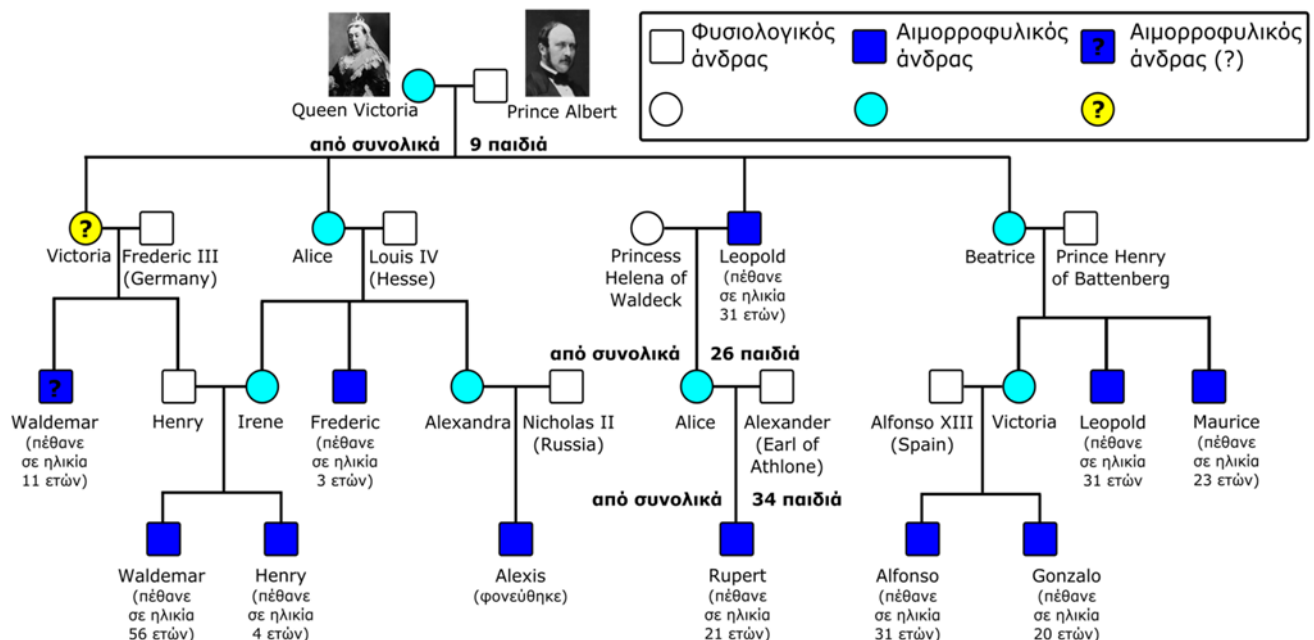 Φυσιολογικός
άνδρας
Αιμορροφυλικός
άνδρας
?
Αιμορροφυλικός
άνδρας (?)
?
Queen Victoria
Prince Albert
από συνολικά 9 παιδιά
?
Victoria
Frederic III
(Germany)
Alice
Louis IV
(Hesse)
Princess
Helena of
Waldeck
Leopold
(πέθανε
σε ηλικία
31 ετών)
Beatrice
Prince Henry
of Battenberg
από συνολικά 26 παιδιά
?
Waldemar
(πέθανε
σε ηλικία
11 ετών)
Henry
Irene
Frederic
(πέθανε
σε ηλικία
3 ετών)
Alexandra
Nicholas II
(Russia)
Alice
Alexander
(Earl of
Athlone)
Alfonso XIII
(Spain)
Victoria
Leopold
(πέθανε
σε ηλικία
31 ετών
Maurice
(πέθανε
σε ηλικία
23 ετών)
από συνολικά 34 παιδιά
Waldemar
(πέθανε
σε ηλικία
56 ετών)
Henry
(πέθανε
σε ηλικία
4 ετών)
Alexis
(φονεύθηκε)
Rupert
(πέθανε
σε ηλικία
21 ετών)
Alfonso
(πέθανε
σε ηλικία
31 ετών)
Gonzalo
(πέθανε
σε ηλικία
20 ετών)